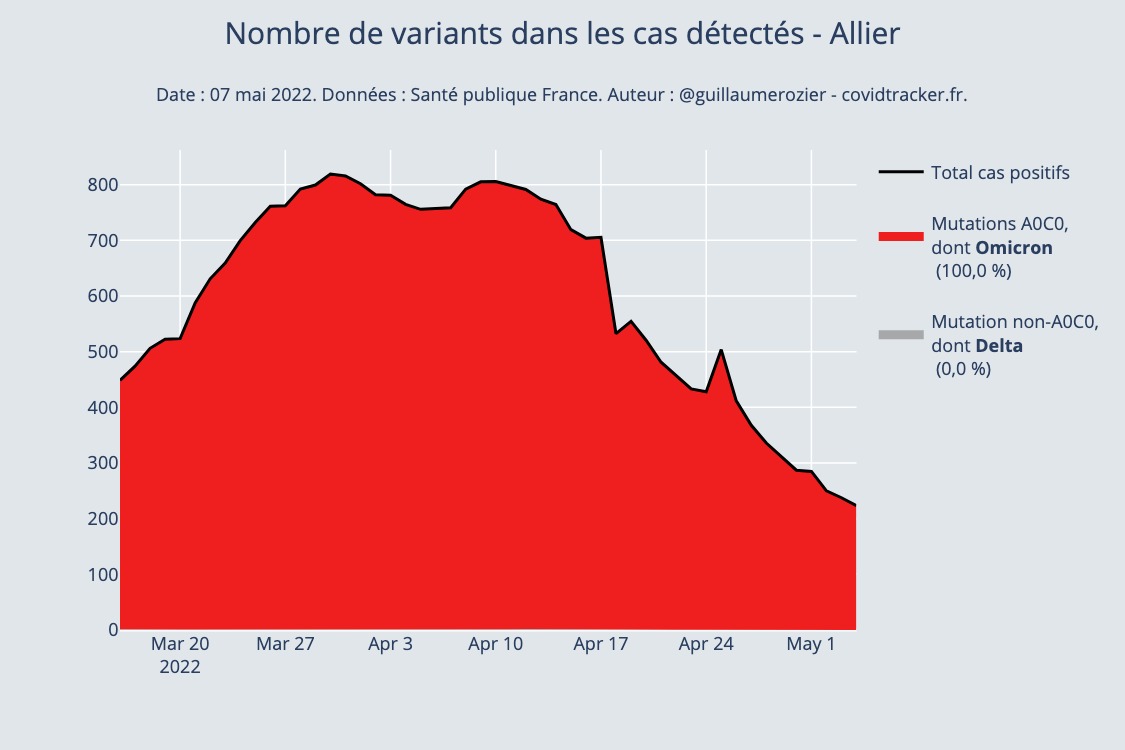 Nombre de variants dans les cas détectés - Allier
Date : 07 mai 2022. Données : Santé publique France. Auteur : @guillaumerozier - covidtracker.fr.
Total cas positifs
Mutations A0C0,
dont Omicron
(100,0 %)
Mutation non-A0C0,
dont Delta
(0,0 %)
800
700
600
500
400
300
200
100
0
Mar 20
2022
Mar 27
Apr 3
Apr 10
Apr 17
Apr 24
May 1